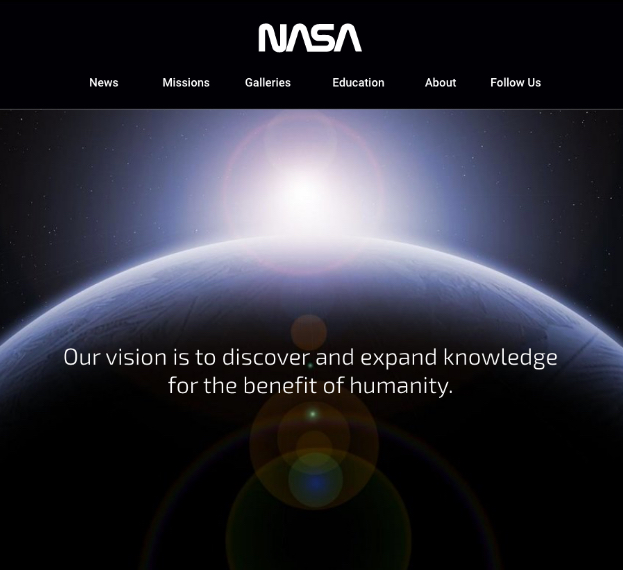 NASA
News Missions Galleries Education About Follow Us
Our vision is to discover and expand knowledge
for the benefit of humanity.